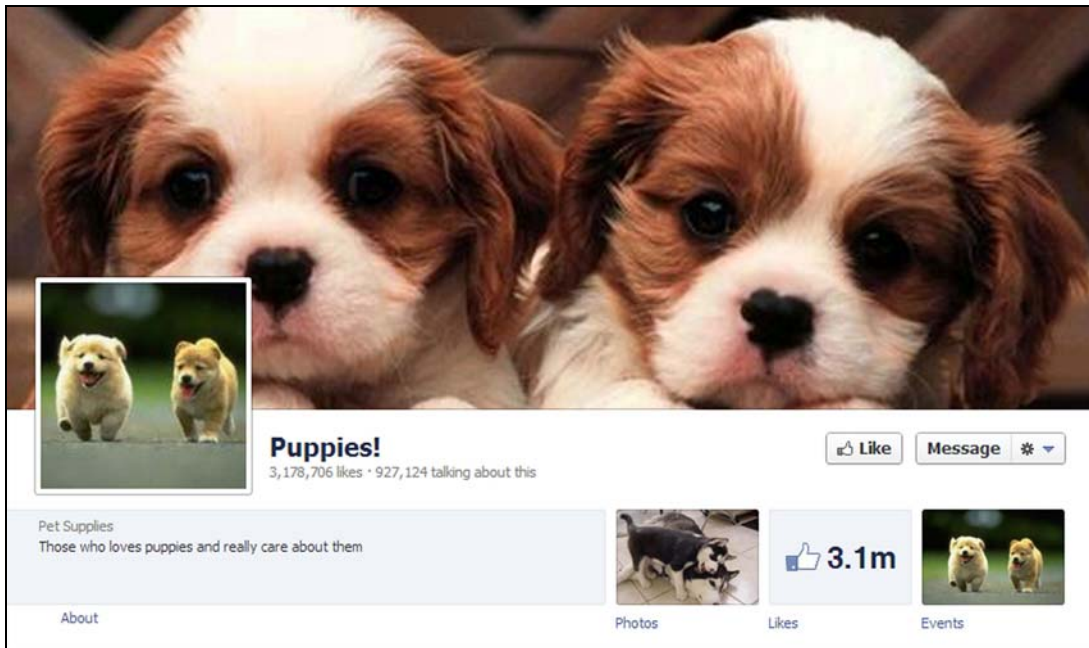 Puppies!
3,178,706 likes · 927,124 talking about this
Like
Message
Pet Supplies
Those who loves puppies and really care about them
3.1m
About
Photos
Likes
Events